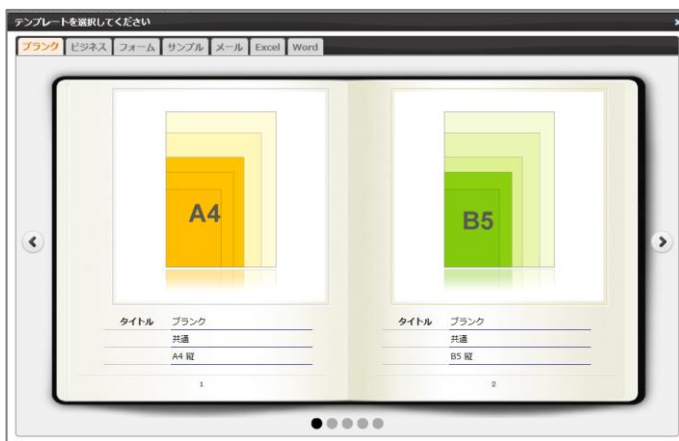 テンプレートを選択してください
ブランク ビジネス フォーム サンプル メール Excel Word
A4
B5
タイトル ブランク
共通
A4 縦
1
タイトル ブランク
共通
B5 縦
2